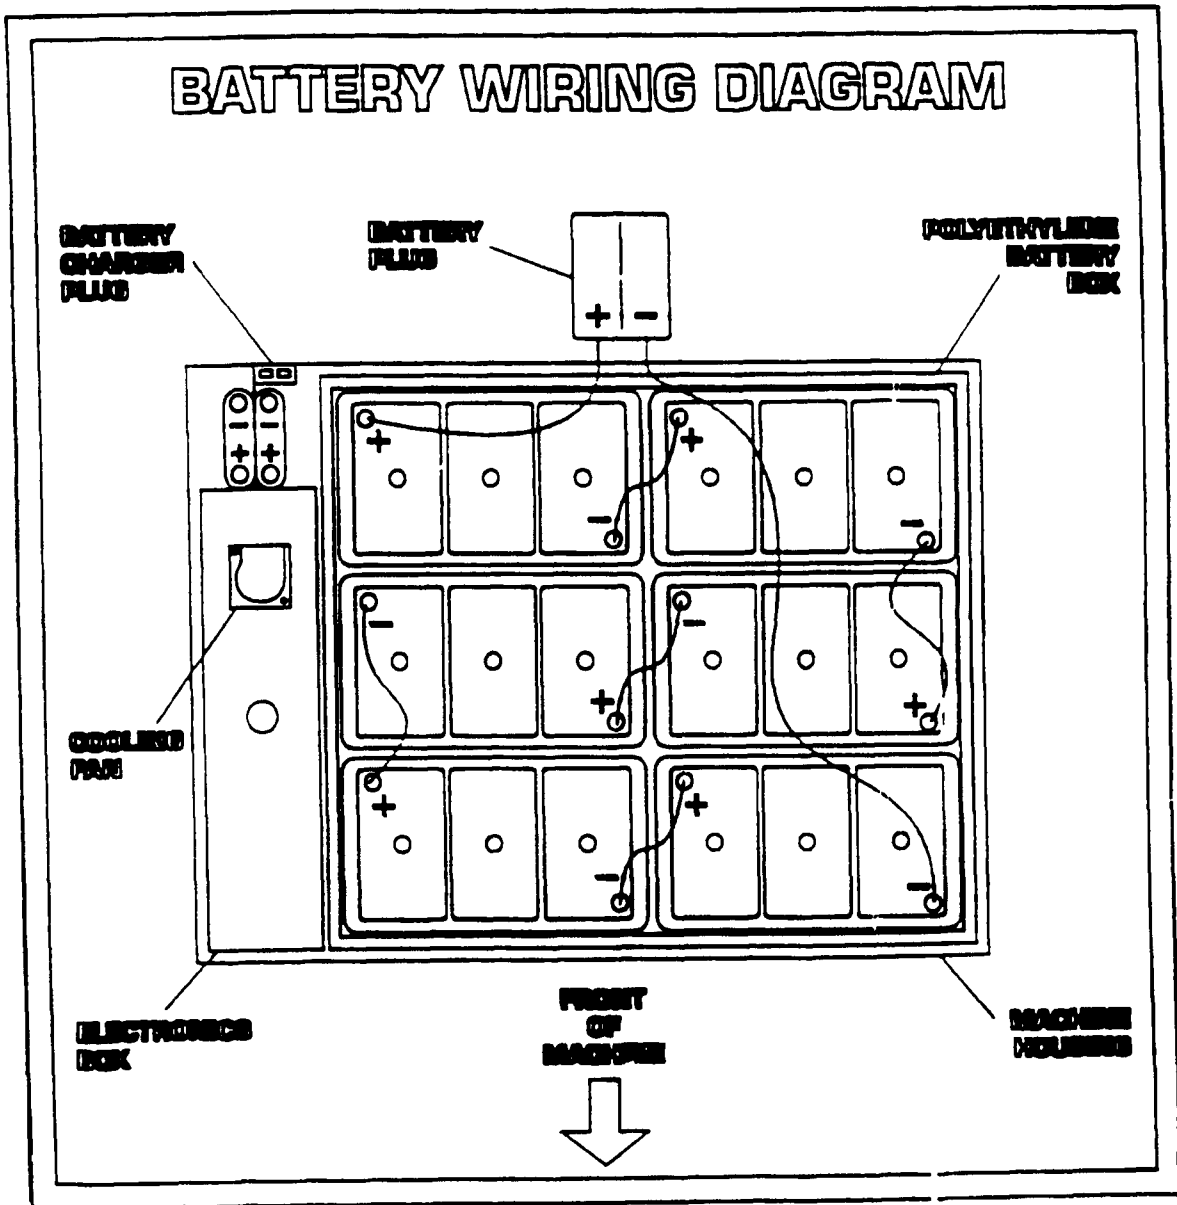 BATTERY WIRING DIAGRAM
BATTERY
CHARGER
PLUG
BATTERY
PLUG
POLYETHYLENE
BATTERY
BOX
+ −
+
−
+
−
− −
+ +
−
+
−
+
+
−
+
−
COOLING
FAN
ELECTRONICS
BOX
FRONT
OF
MACHINE
MACHINE
HOUSING